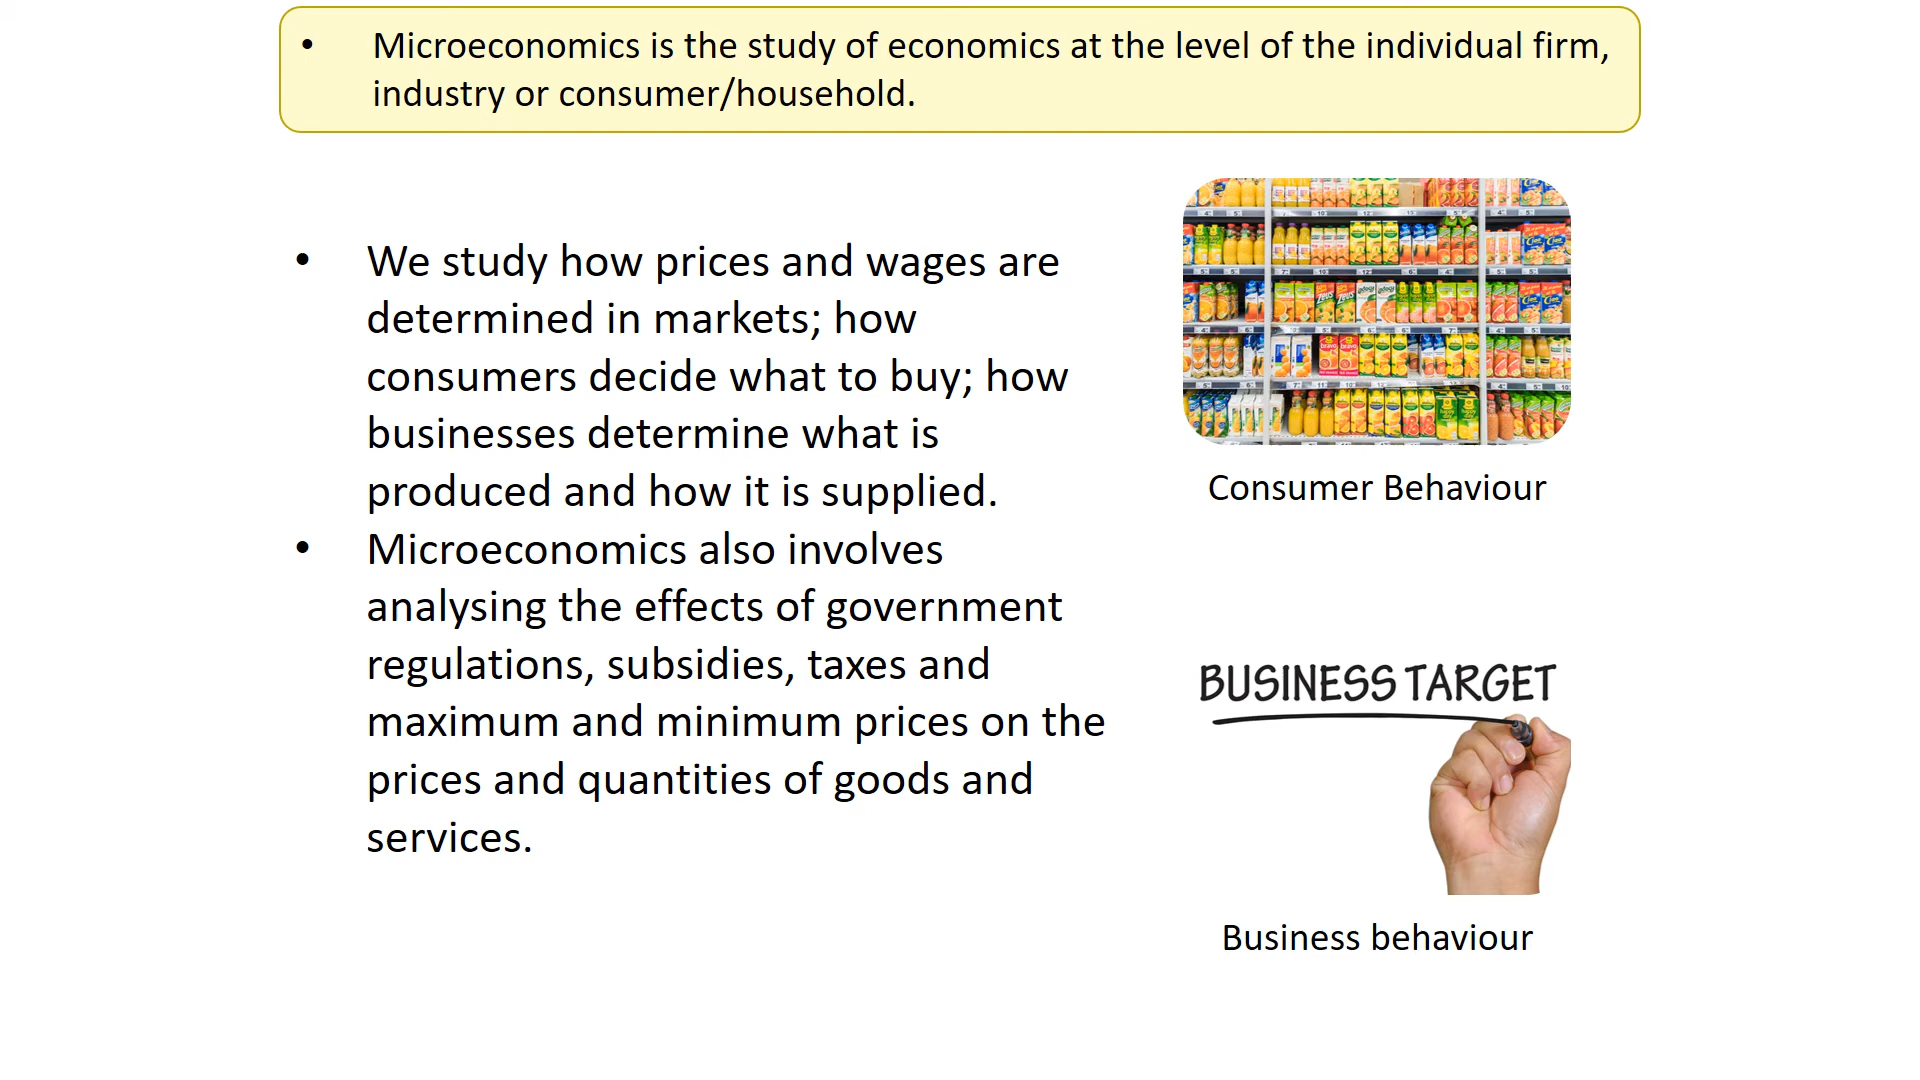 • Microeconomics is the study of economics at the level of the individual firm,
industry or consumer/household.
• We study how prices and wages are
determined in markets; how
consumers decide what to buy; how
businesses determine what is
produced and how it is supplied.
• Microeconomics also involves
analysing the effects of government
regulations, subsidies, taxes and
maximum and minimum prices on the
prices and quantities of goods and
services.
Consumer Behaviour
BUSINESS TARGET
Business behaviour